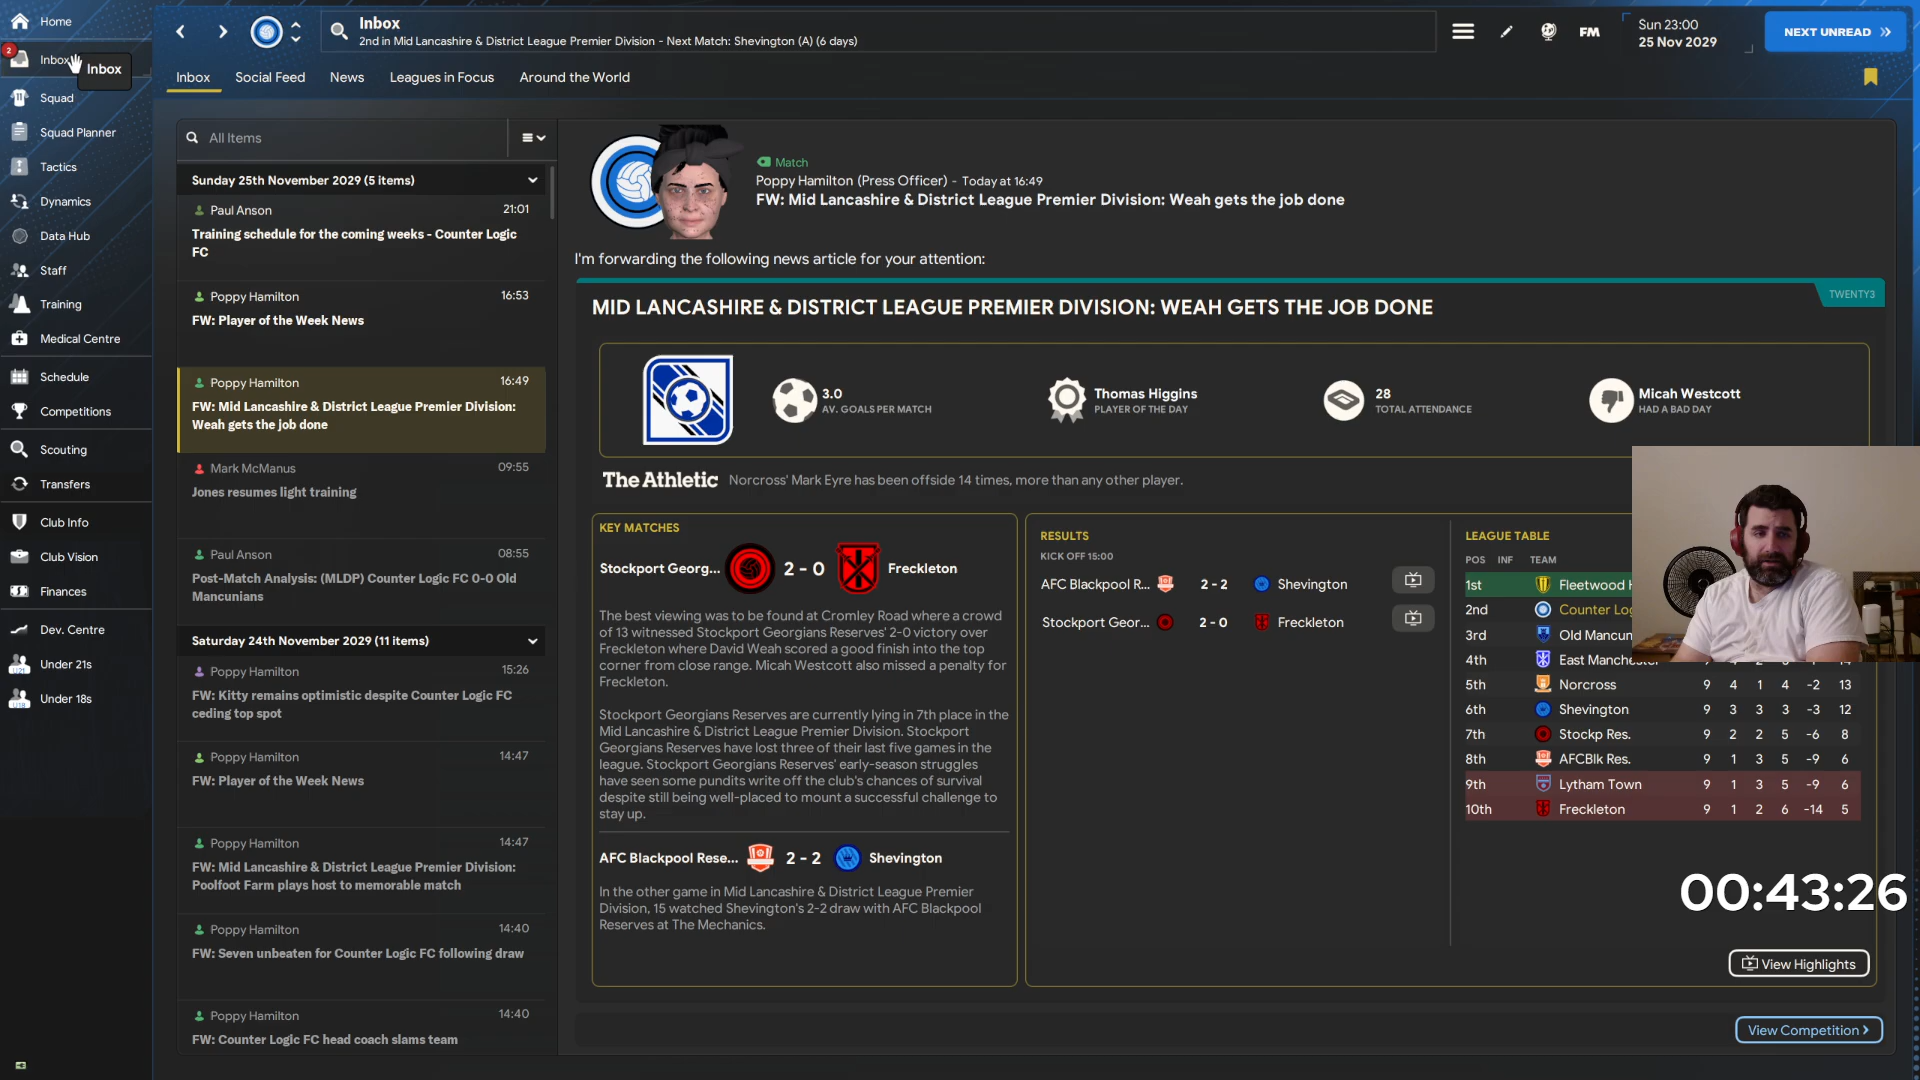 Home
Inbox
2nd in Mid Lancashire & District League Premier Division - Next Match: Shevington (A) (6 days)
FM
Sun 23:00
25 Nov 2029
NEXT UNREAD
2
Inbox
Inbox
Inbox
Social Feed
News
Leagues in Focus
Around the World
Squad
Squad Planner
Tactics
Dynamics
Data Hub
Staff
Training
Medical Centre
Schedule
Competitions
Scouting
Transfers
Club Info
Club Vision
Finances
Dev. Centre
Under 21s
Under 18s
All Items
Sunday 25th November 2029 (5 items)
Paul Anson
21:01
Training schedule for the coming weeks - Counter Logic
FC
Poppy Hamilton
16:53
FW: Player of the Week News
Poppy Hamilton
16:49
FW: Mid Lancashire & District League Premier Division:
Weah gets the job done
Mark McManus
09:55
Jones resumes light training
Paul Anson
08:55
Post-Match Analysis: (MLDP) Counter Logic FC 0-0 Old
Mancunians
Saturday 24th November 2029 (11 items)
Poppy Hamilton
15:26
FW: Kitty remains optimistic despite Counter Logic FC
ceding top spot
Poppy Hamilton
14:47
FW: Player of the Week News
Poppy Hamilton
14:47
FW: Mid Lancashire & District League Premier Division:
Poolfoot Farm plays host to memorable match
Poppy Hamilton
14:40
FW: Seven unbeaten for Counter Logic FC following draw
Poppy Hamilton
14:40
FW: Counter Logic FC head coach slams team
Match
Poppy Hamilton (Press Officer) - Today at 16:49
FW: Mid Lancashire & District League Premier Division: Weah gets the job done
I'm forwarding the following news article for your attention:
TWENTY3
MID LANCASHIRE & DISTRICT LEAGUE PREMIER DIVISION: WEAH GETS THE JOB DONE
3.0
AV. GOALS PER MATCH
Thomas Higgins
PLAYER OF THE DAY
28
TOTAL ATTENDANCE
Micah Westcott
HAD A BAD DAY
The Athletic
Norcross' Mark Eyre has been offside 14 times, more than any other player.
KEY MATCHES
Stockport Georg... 2 - 0 Freckleton
The best viewing was to be found at Cromley Road where a crowd
of 13 witnessed Stockport Georgians Reserves' 2-0 victory over
Freckleton where David Weah scored a good finish into the top
corner from close range. Micah Westcott also missed a penalty for
Freckleton.
Stockport Georgians Reserves are currently lying in 7th place in the
Mid Lancashire & District League Premier Division. Stockport
Georgians Reserves have lost three of their last five games in the
league. Stockport Georgians Reserves' early-season struggles
have seen some pundits write off the club's chances of survival
despite still being well-placed to mount a successful challenge to
stay up.
AFC Blackpool Rese... 2 - 2 Shevington
In the other game in Mid Lancashire & District League Premier
Division, 15 watched Shevington's 2-2 draw with AFC Blackpool
Reserves at The Mechanics.
RESULTS
KICK OFF 15:00
AFC Blackpool R... 2 - 2 Shevington
Stockport Geor... 2 - 0 Freckleton
LEAGUE TABLE
POS INF TEAM
1st Fleetwood
2nd Counter Log
3rd Old Mancun
4th East Manchester
5th Norcross 9 4 1 4 -2 13
6th Shevington 9 3 3 3 -3 12
7th Stockp Res. 9 2 2 5 -6 8
8th AFCBlk Res. 9 1 3 5 -9 6
9th Lytham Town 9 1 3 5 -9 6
10th Freckleton 9 1 2 6 -14 5
00:43:26
View Highlights
View Competition >